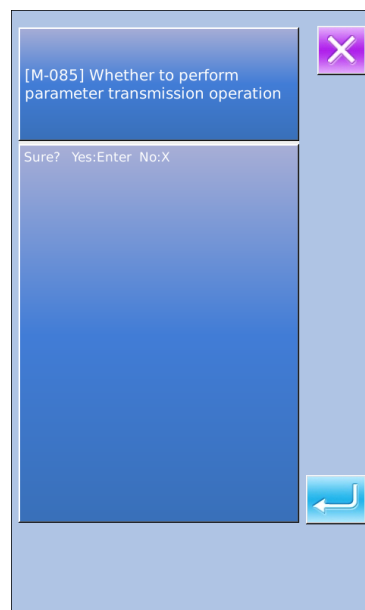 [M-085] Whether to perform
parameter transmission operation
Sure?   Yes:Enter  No:X